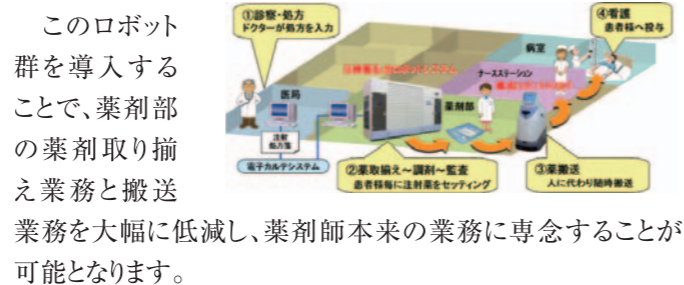 このロボット
群を導入する
ことで、薬剤部
の薬剤取り揃
え業務と搬送
業務を大幅に低減し、薬剤師本来の業務に専念することが
可能となります。
①診察・処方
ドクターが処方を入力
④看護
患者様へ投与
病室
ナースステーション
医局
薬剤部
注射
処方箋
電子カルテシステム
②薬取揃え～調剤～監査
患者様毎に注射薬をセッティング
③薬搬送
人に代わり随時搬送